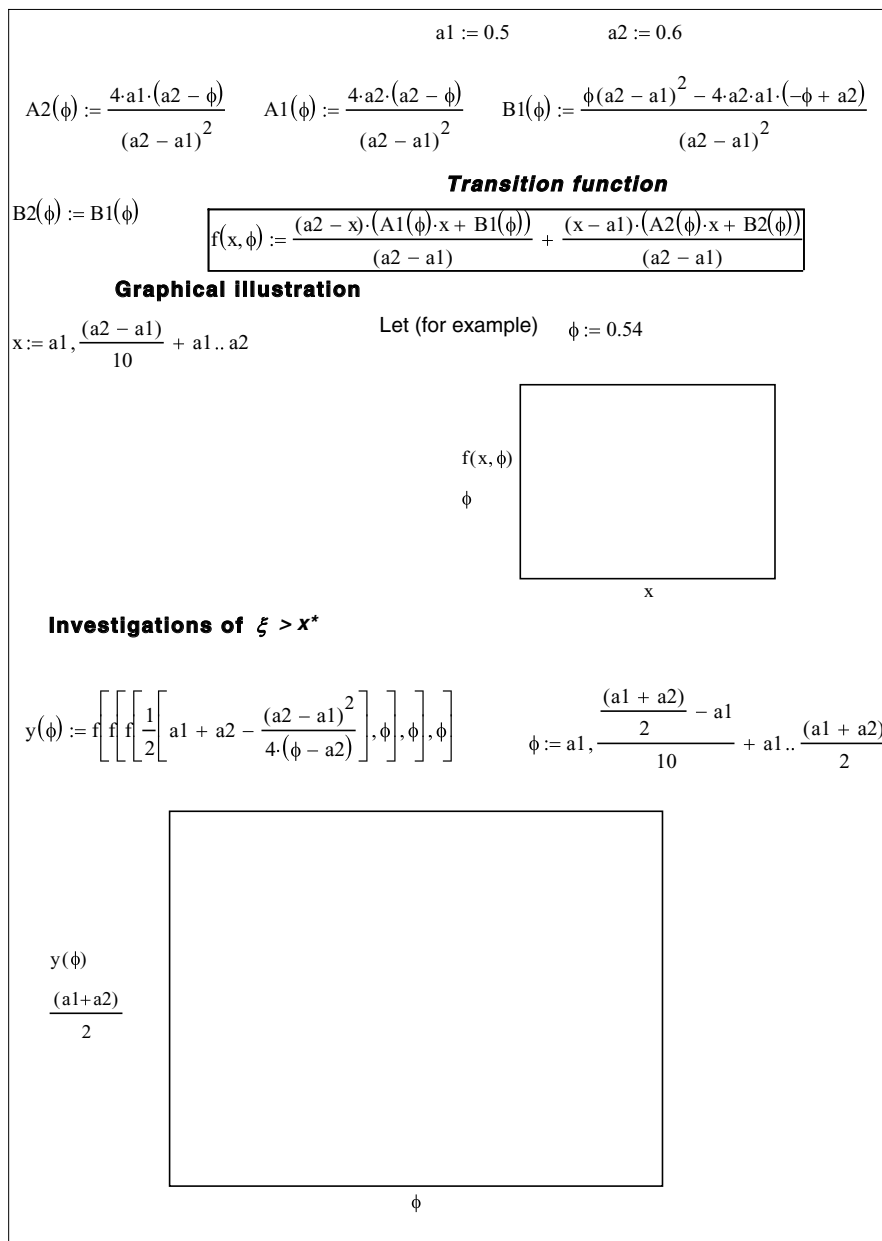 a1 := 0.5 a2 := 0.6
A2(ϕ) := 4·a1·(a2 − ϕ) / (a2 − a1)^2 A1(ϕ) := 4·a2·(a2 − ϕ) / (a2 − a1)^2 B1(ϕ) := ϕ(a2 − a1)^2 − 4·a2·a1·(−ϕ + a2) / (a2 − a1)^2
Transition function
B2(ϕ) := B1(ϕ)
f(x, ϕ) := (a2 − x)·(A1(ϕ)·x + B1(ϕ)) / (a2 − a1) + (x − a1)·(A2(ϕ)·x + B2(ϕ)) / (a2 − a1)
Graphical illustration
x := a1, (a2 − a1) / 10 + a1 .. a2
Let (for example) ϕ := 0.54
f(x, ϕ)
ϕ
x
Investigations of ξ > x*
y(ϕ) := f[f[f[1/2[a1 + a2 − (a2 − a1)^2 / 4·(ϕ − a2)], ϕ], ϕ], ϕ] ϕ := a1, ((a1 + a2) / 2 − a1) / 10 + a1 .. (a1 + a2) / 2
y(ϕ)
(a1+a2) / 2
ϕ